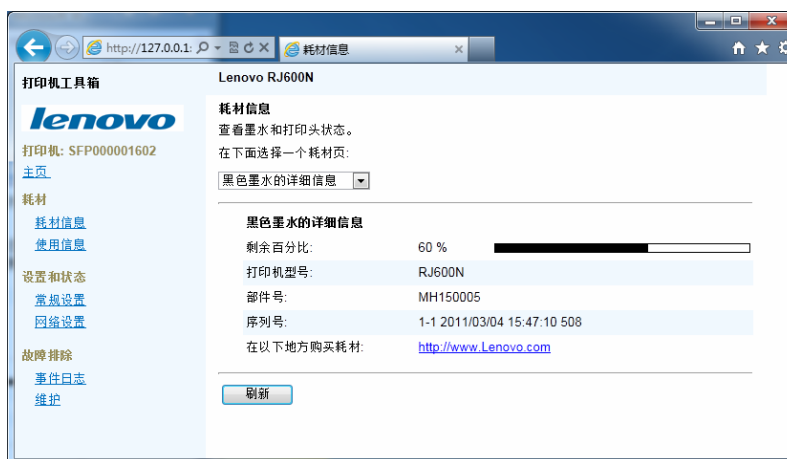 http://127.0.0.1:
耗材信息
打印机工具箱
lenovo
打印机: SFP000001602
主页
耗材
耗材信息
使用信息
设置和状态
常规设置
网络设置
故障排除
事件日志
维护
Lenovo RJ600N
耗材信息
查看墨水和打印头状态。
在下面选择一个耗材页:
黑色墨水的详细信息
黑色墨水的详细信息
剩余百分比: 60 %
打印机型号: RJ600N
部件号: MH150005
序列号: 1-1 2011/03/04 15:47:10 508
在以下地方购买耗材: http://www.Lenovo.com
刷新